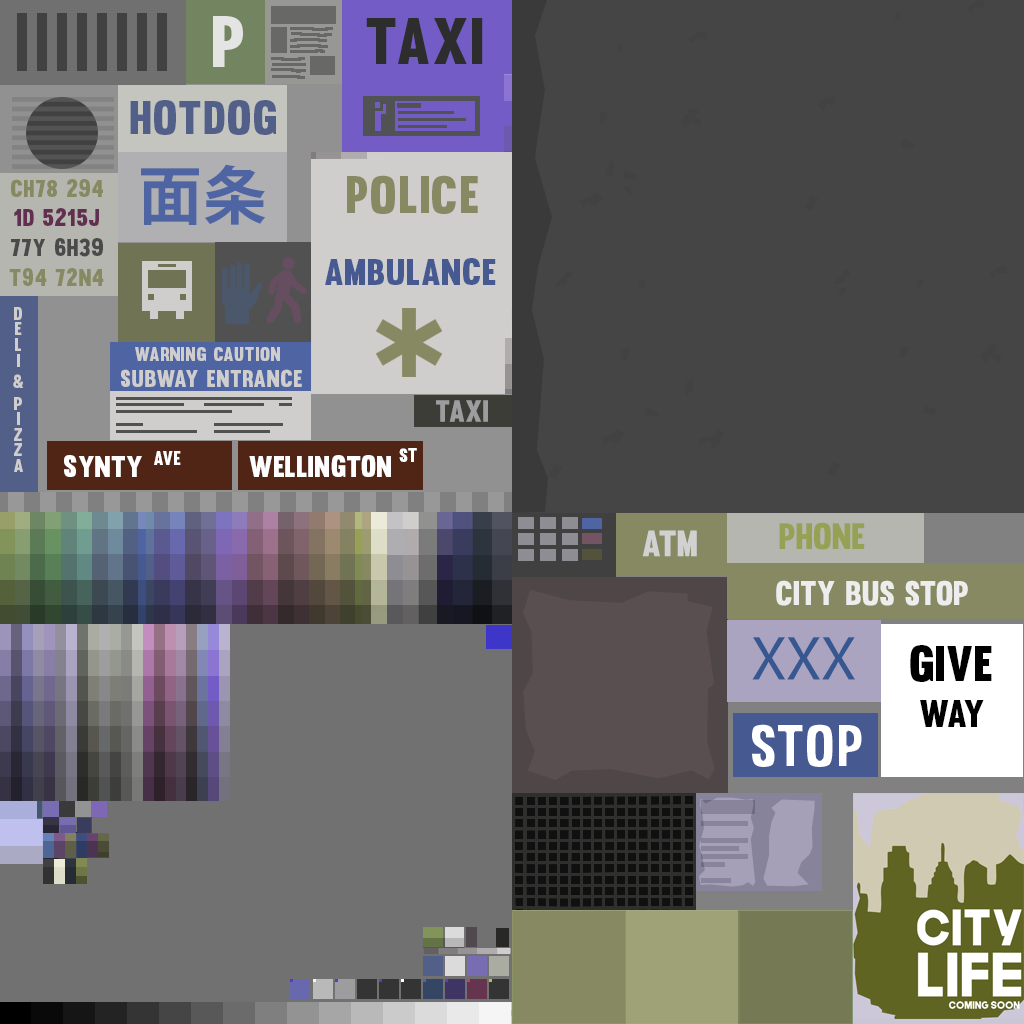 P
TAXI
HOTDOG
面条
CH78 294
1D 5215J
77Y 6H39
T94 72N4
POLICE
AMBULANCE
DELI & PIZZA
WARNING CAUTION
SUBWAY ENTRANCE
TAXI
SYNTY AVE
WELLINGTON ST
ATM
PHONE
CITY BUS STOP
XXX
GIVE
WAY
STOP
CITY
LIFE
COMING SOON